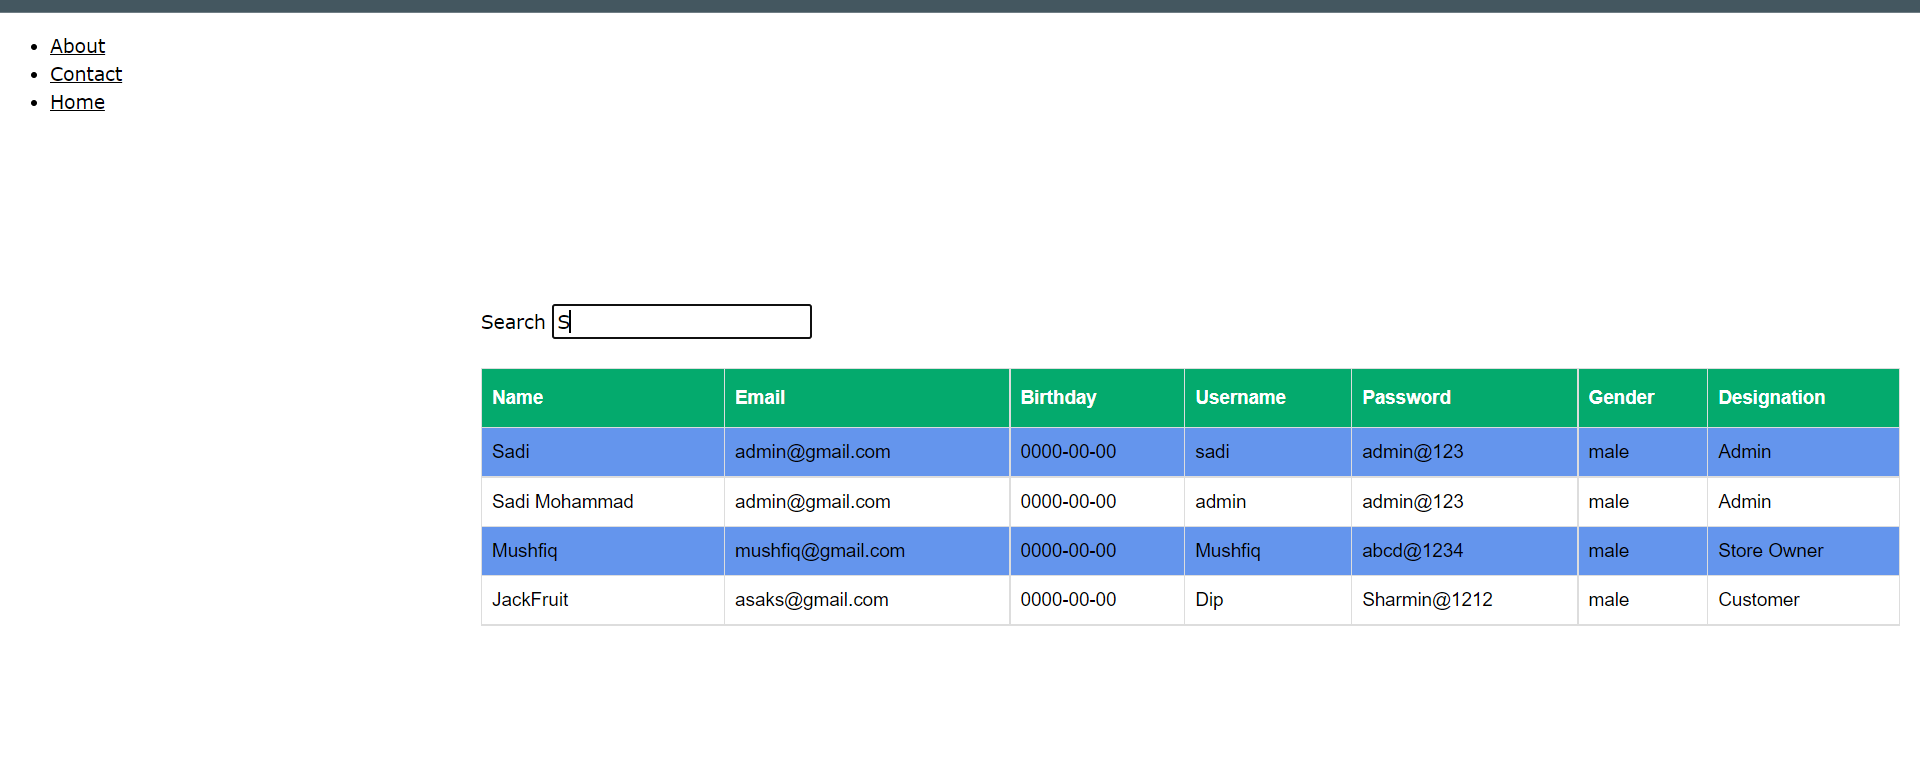 About
Contact
Home
Search S
Name Email Birthday Username Password Gender Designation
Sadi admin@gmail.com 0000-00-00 sadi admin@123 male Admin
Sadi Mohammad admin@gmail.com 0000-00-00 admin admin@123 male Admin
Mushfiq mushfiq@gmail.com 0000-00-00 Mushfiq abcd@1234 male Store Owner
JackFruit asaks@gmail.com 0000-00-00 Dip Sharmin@1212 male Customer